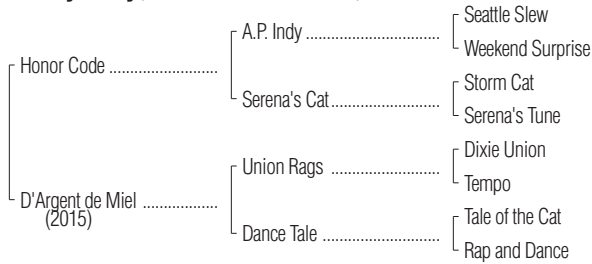 Seattle Slew
A.P. Indy
Weekend Surprise
Honor Code
Storm Cat
Serena's Cat
Serena's Tune
Dixie Union
Union Rags
Tempo
D'Argent de Miel
(2015)
Tale of the Cat
Dance Tale
Rap and Dance